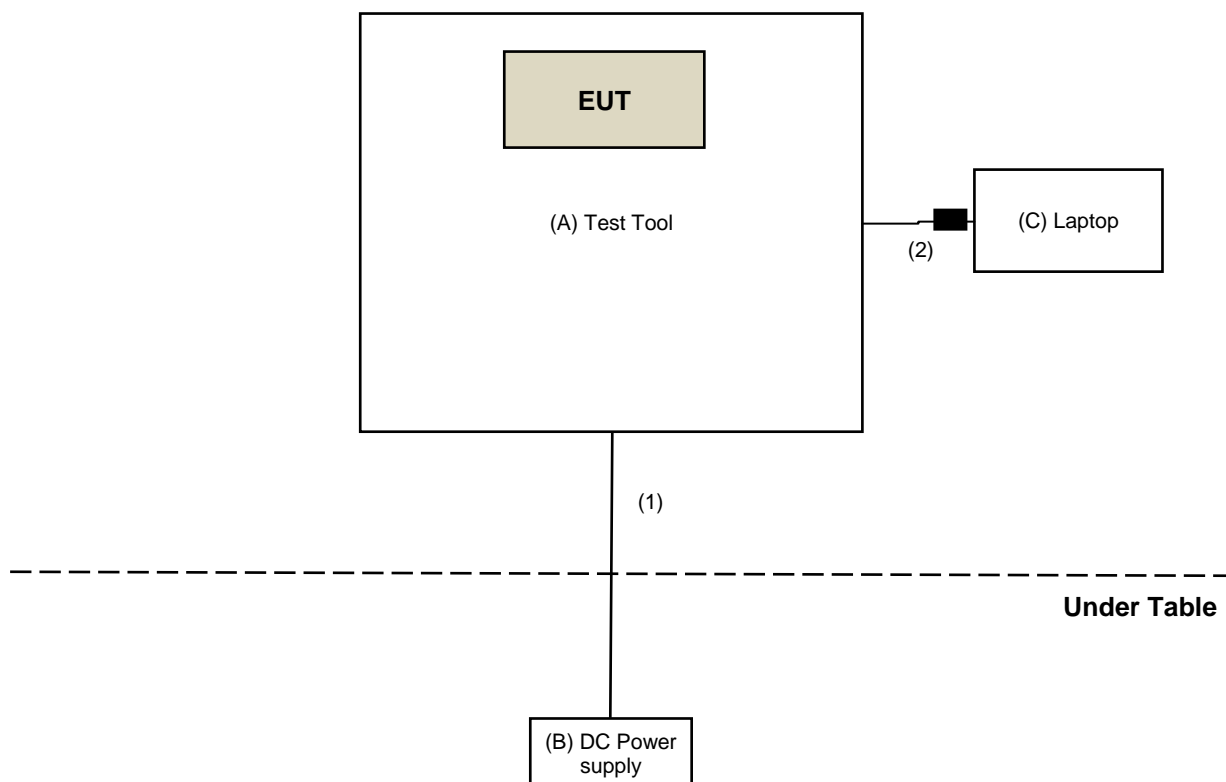 EUT
(A) Test Tool
(C) Laptop
(2)
(1)
Under Table
(B) DC Power
supply